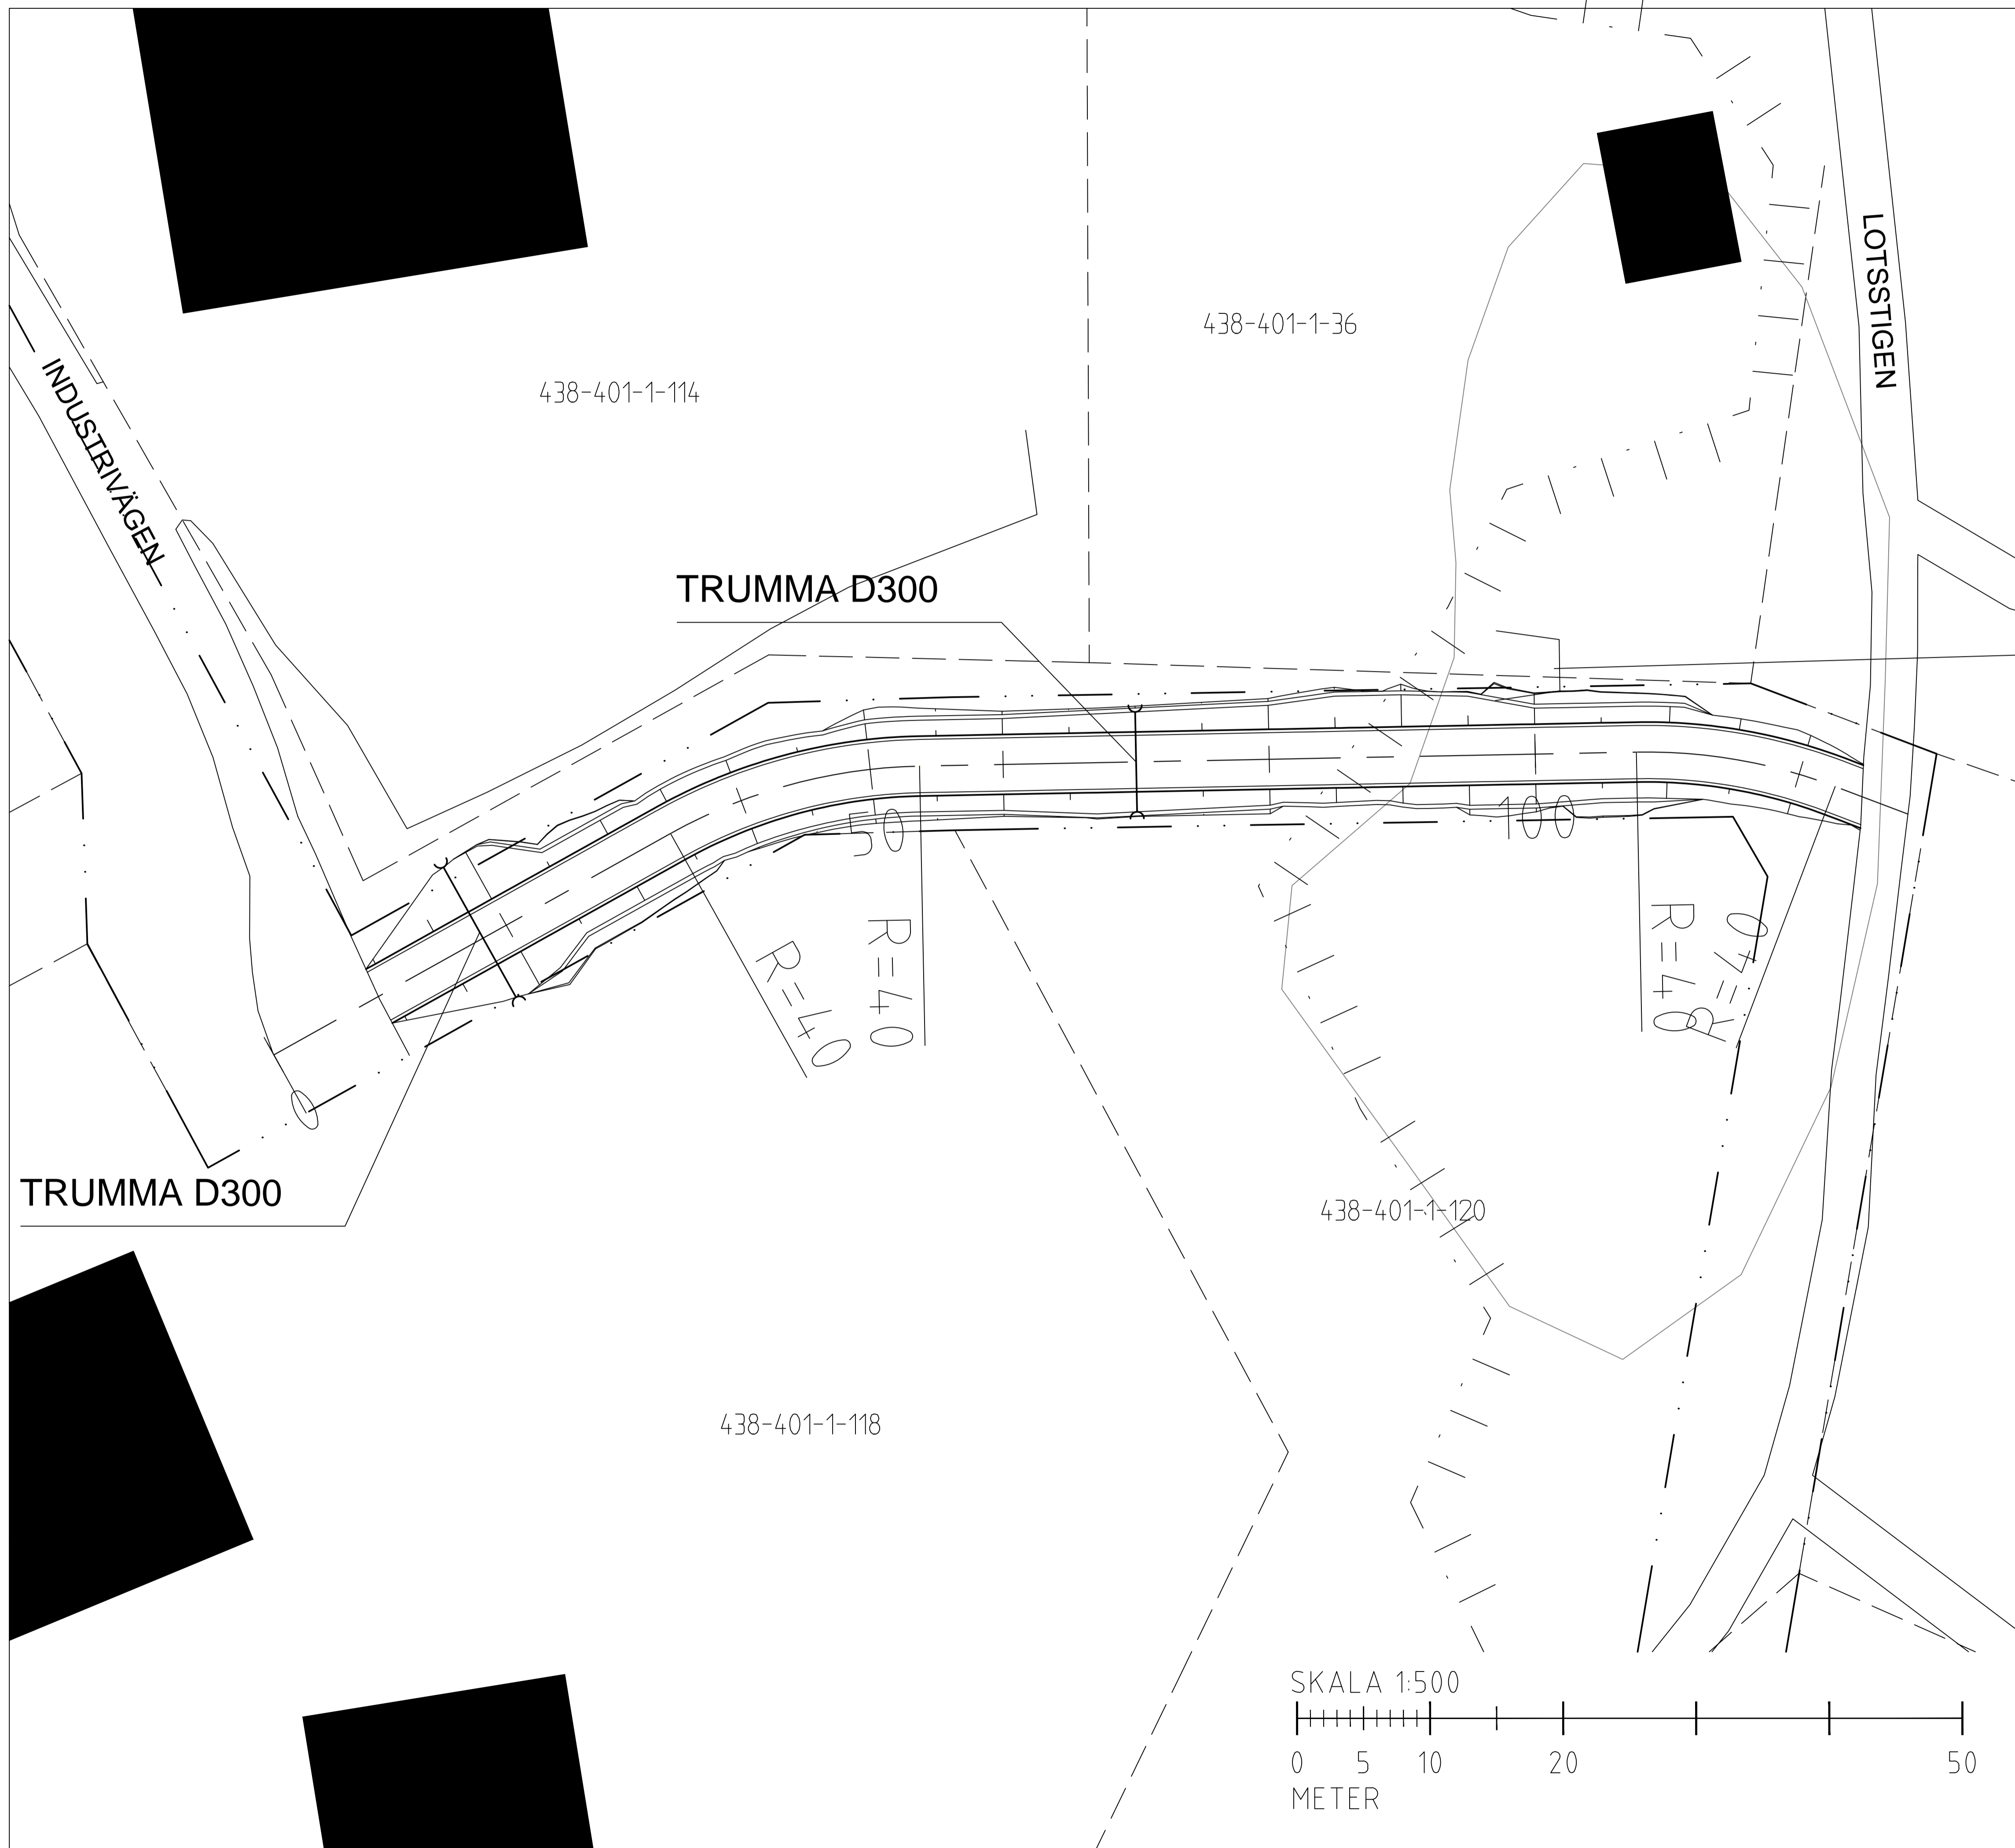 LOTSSTIGEN
438-401-1-36
438-401-1-114
INDUSTRIVÄGEN
TRUMMA D300
50
100
R=40
R=40
R=40
R=40
0
TRUMMA D300
438-401-1-120
438-401-1-118
SKALA 1:500
0 5 10 20 50
METER